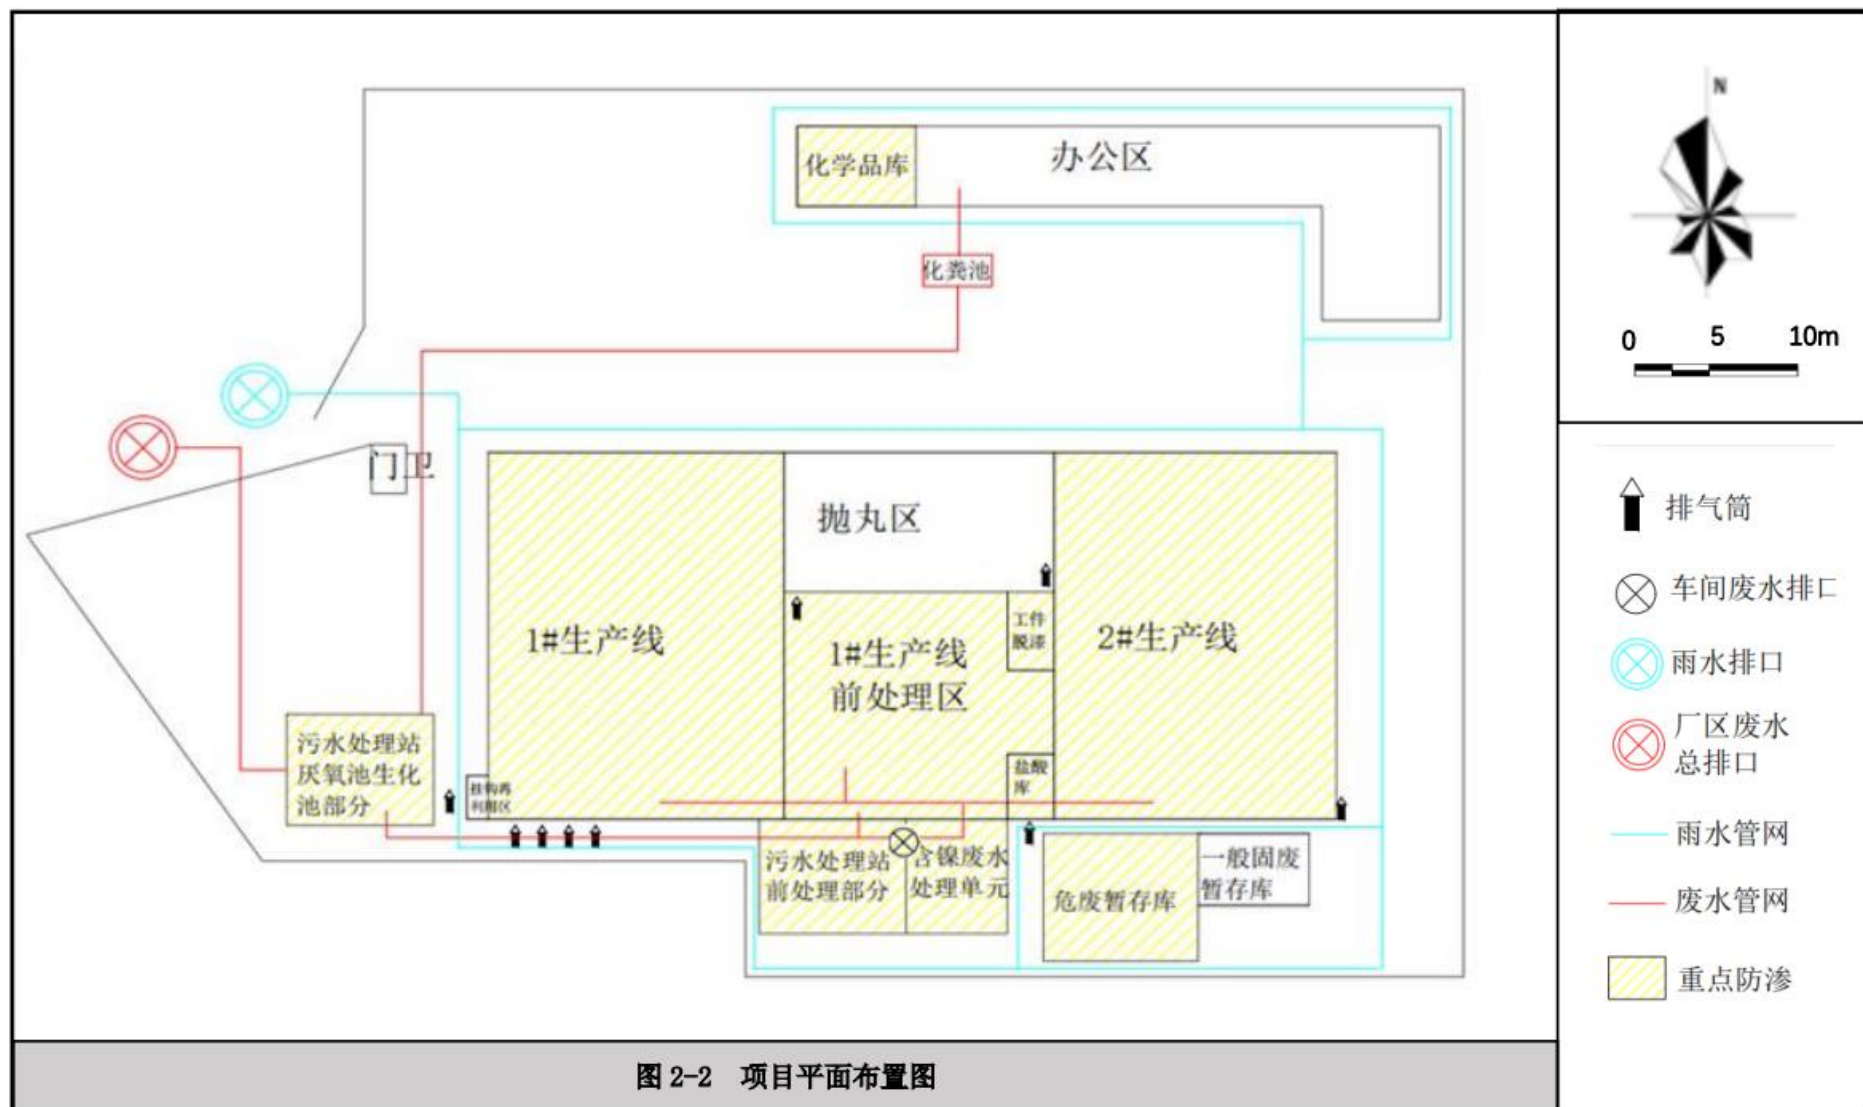 化学品库
办公区
化粪池
门卫
抛丸区
1#生产线
1#生产线
前处理区
工件
脱漆
2#生产线
盐酸
库
挂钩再
利用区
污水处理站
厌氧池生化
池部分
污水处理站
前处理部分
含镍废水
处理单元
危废暂存库
一般固废
暂存库
图 2-2 项目平面布置图
N
0 5 10m
排气筒
车间废水排口
雨水排口
厂区废水
总排口
雨水管网
废水管网
重点防渗